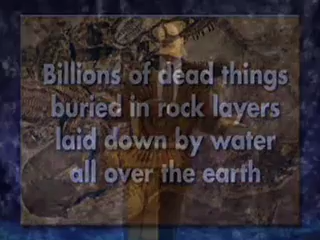 Billions of dead things
buried in rock layers
laid down by water
all over the earth